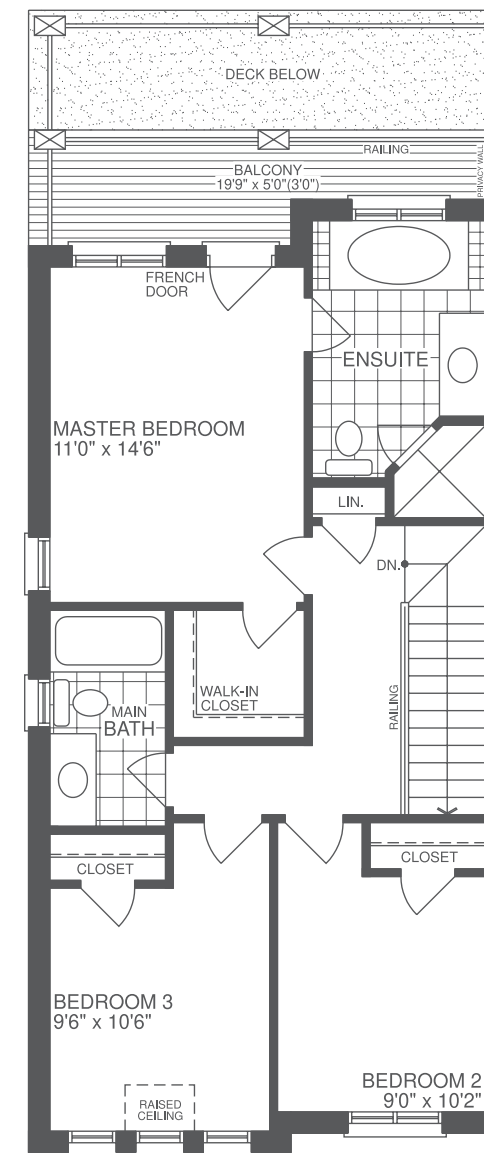 DECK BELOW
RAILING
PRIVACY WALL
BALCONY
19'9" x 5'0"(3'0")
FRENCH
DOOR
ENSUITE
MASTER BEDROOM
11'0" x 14'6"
LIN.
DN.
WALK-IN
CLOSET
RAILING
MAIN
BATH
CLOSET
CLOSET
BEDROOM 3
9'6" x 10'6"
BEDROOM 2
9'0" x 10'2"
RAISED
CEILING